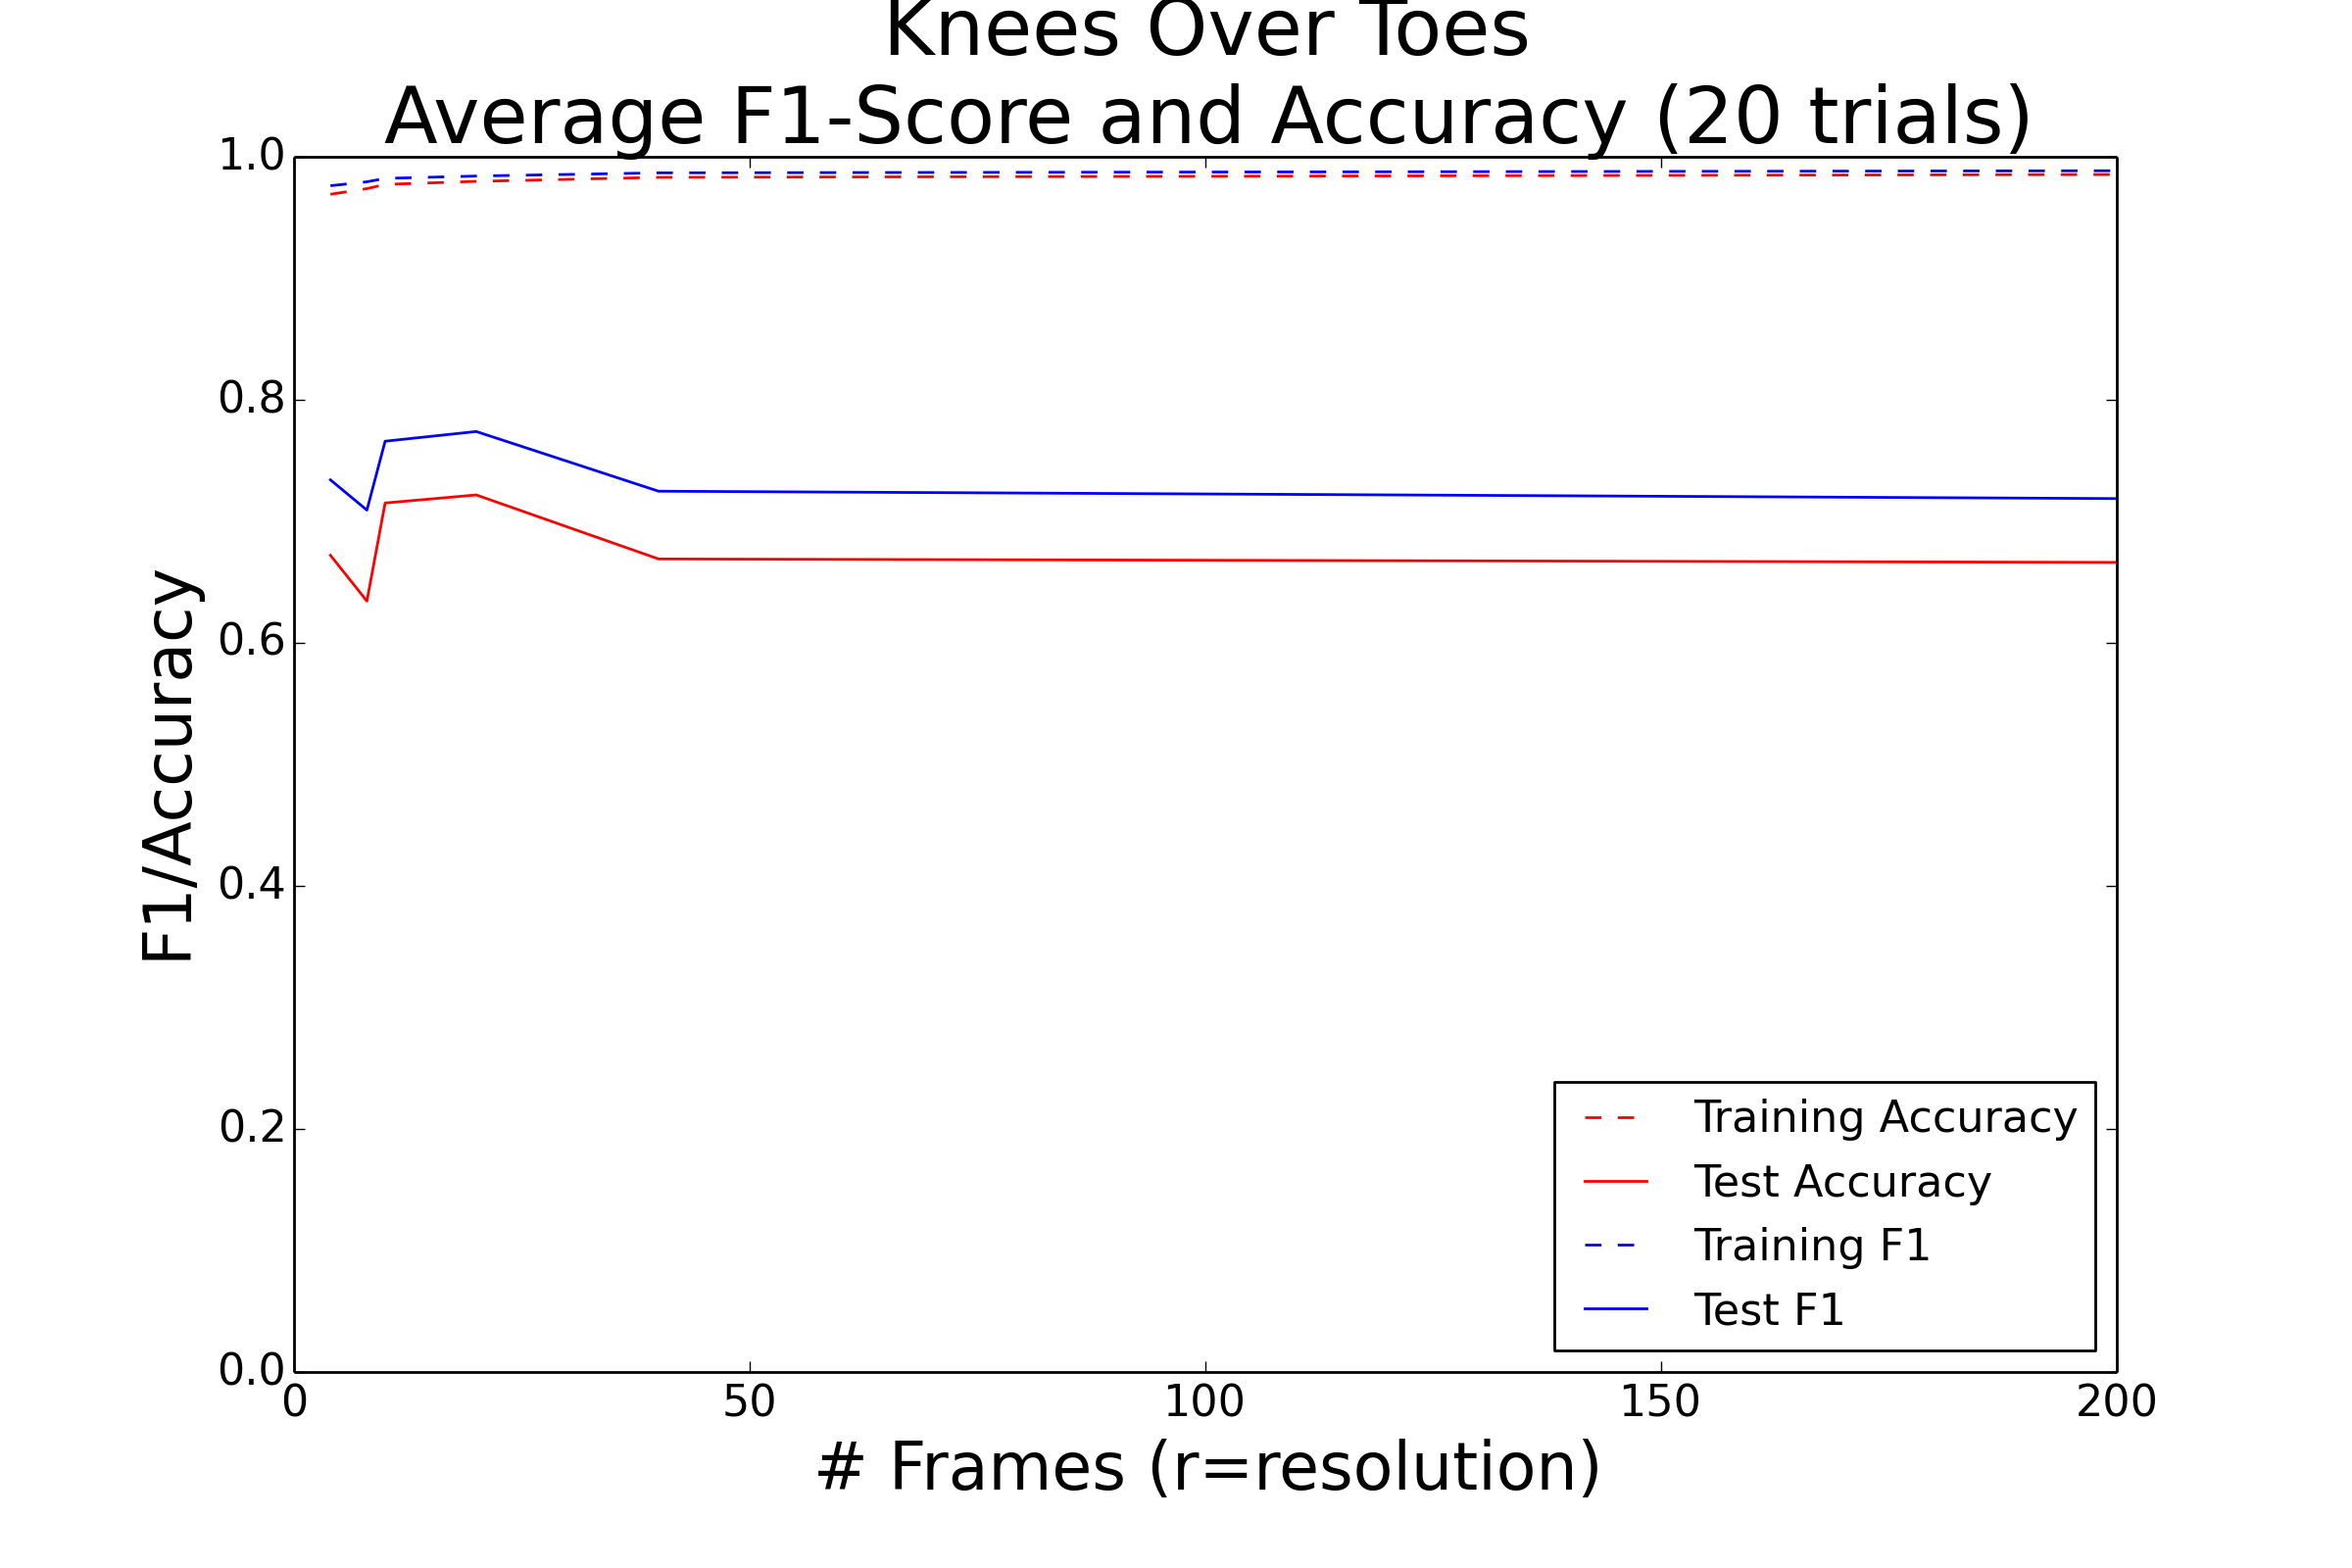 Knees Over Toes
Average F1-Score and Accuracy (20 trials)
1.0
0.8
0.6
0.4
0.2
0.0
F1/Accuracy
0 50 100 150 200
# Frames (r=resolution)
Training Accuracy
Test Accuracy
Training F1
Test F1